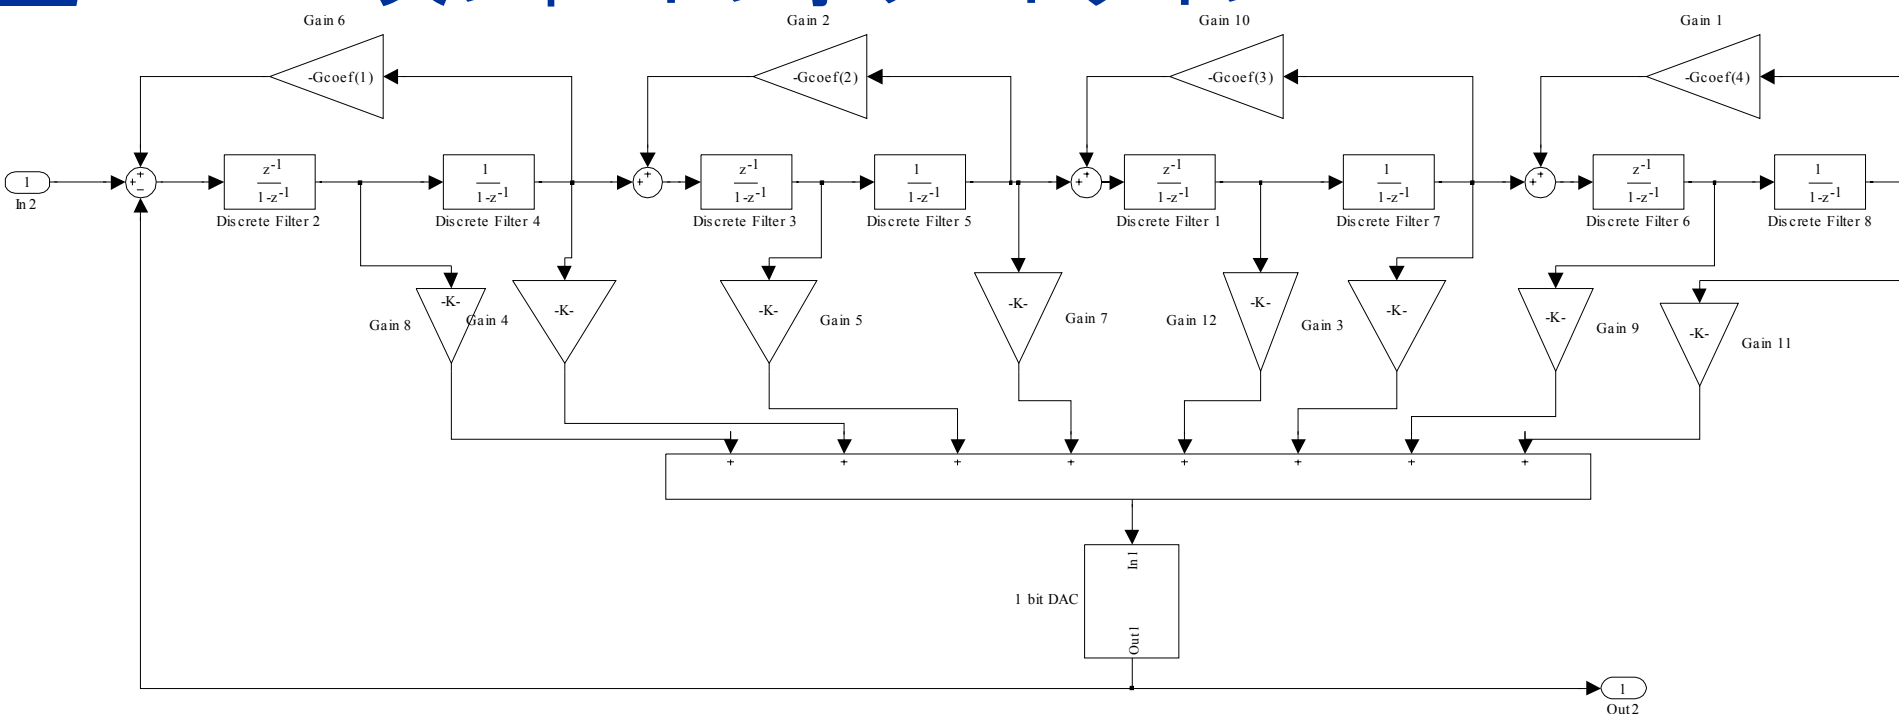 Gain 6
Gain 2
Gain 10
Gain 1
-Gcoef(1)
-Gcoef(2)
-Gcoef(3)
-Gcoef(4)
1
In 2
+
+
−
z-1
1-z-1
Discrete Filter 2
1
1-z-1
Discrete Filter 4
+
+
z-1
1-z-1
Discrete Filter 3
1
1-z-1
Discrete Filter 5
+
+
z-1
1-z-1
Discrete Filter 1
1
1-z-1
Discrete Filter 7
+
+
z-1
1-z-1
Discrete Filter 6
1
1-z-1
Discrete Filter 8
-K-
Gain 8
-K-
Gain 4
-K-
Gain 5
-K-
Gain 7
-K-
Gain 12
-K-
Gain 3
-K-
Gain 9
-K-
Gain 11
+ + + + + + + +
In1
1 bit DAC
Out1
1
Out2